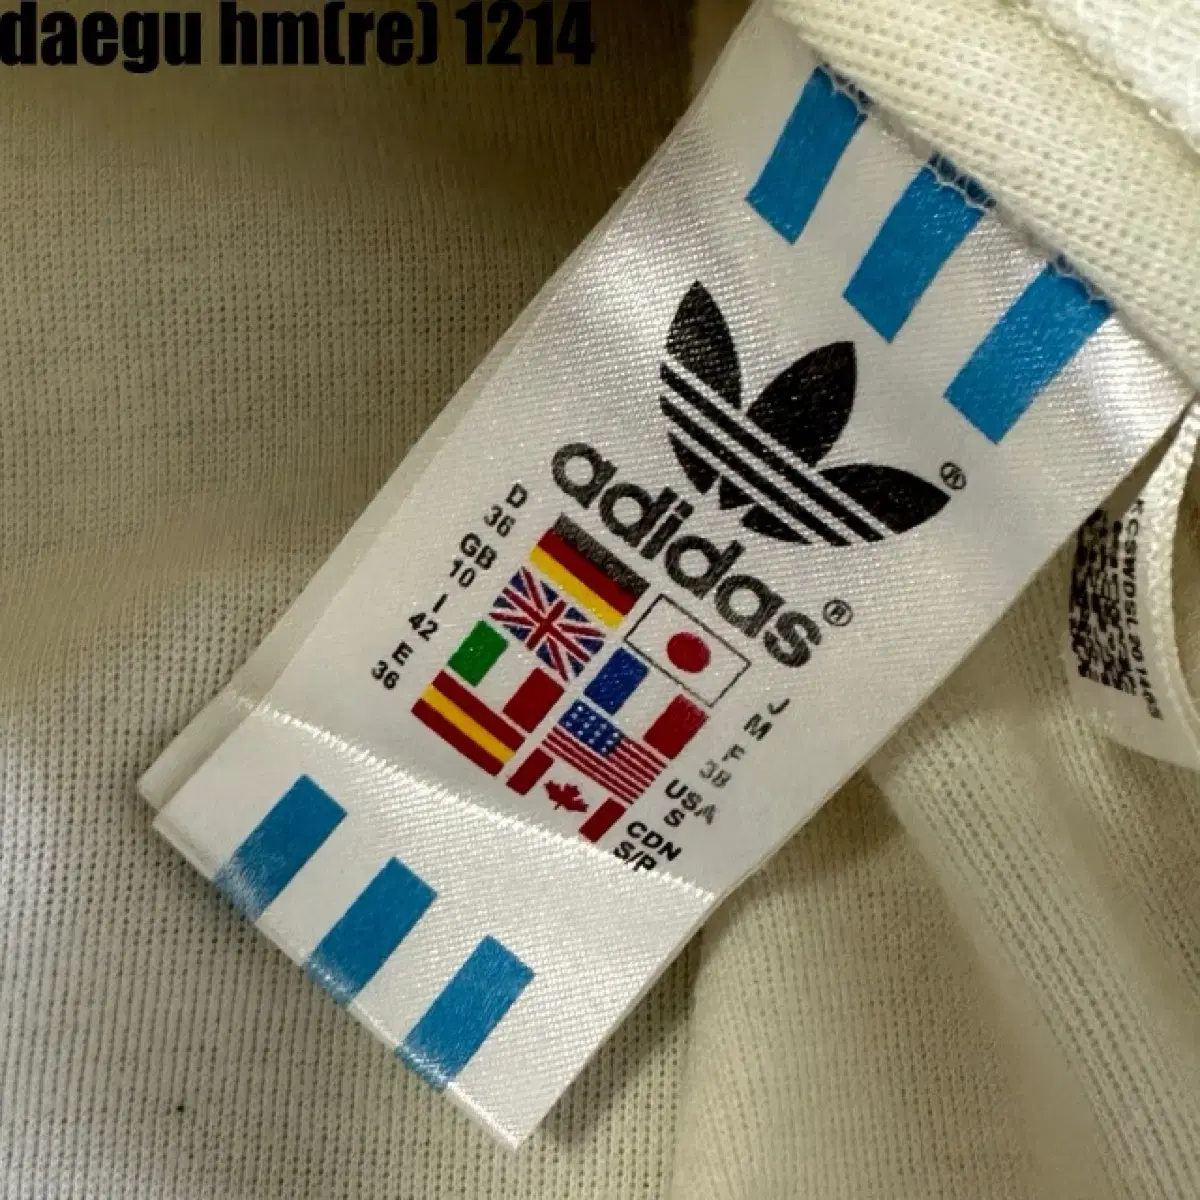 daegu hm(re) 1214
®
adidas®
D
36
GB
10
I
42
E
36
J
M
F
38
USA
S
CDN
S/P